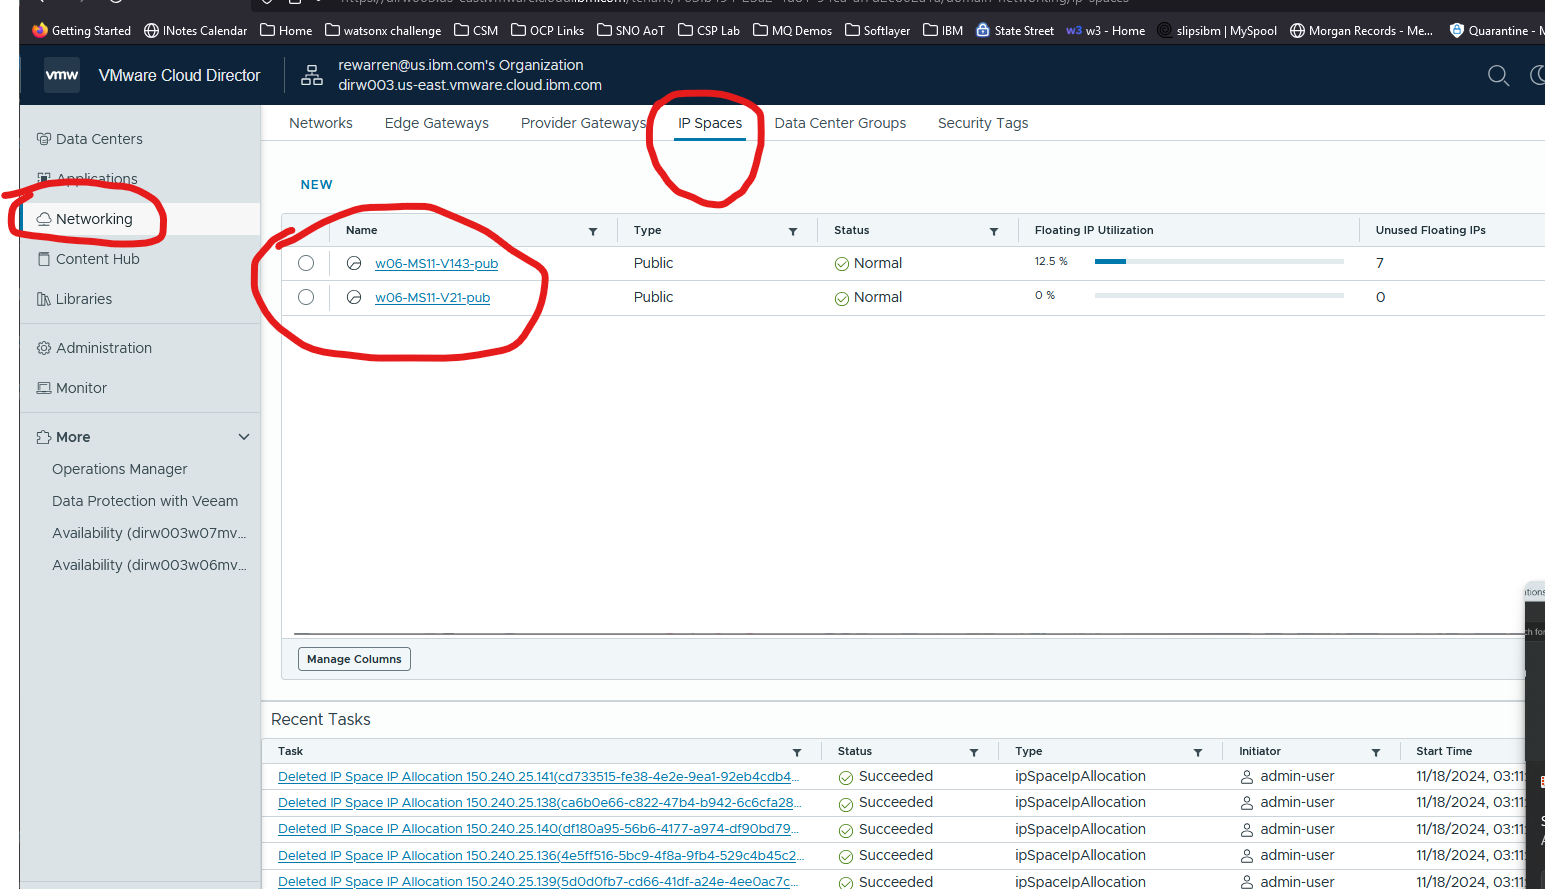 Getting Started INotes Calendar Home watsonx challenge CSM OCP Links SNO AoT CSP Lab MQ Demos Softlayer IBM State Street w3 w3 - Home slipsibm | MySpool Morgan Records - Me... Quarantine -
vmw VMware Cloud Director
rewarren@us.ibm.com's Organization
dirw003.us-east.vmware.cloud.ibm.com
Data Centers
Applications
Networking
Content Hub
Libraries
Administration
Monitor
More
Operations Manager
Data Protection with Veeam
Availability (dirw003w07mv...
Availability (dirw003w06mv...
Networks Edge Gateways Provider Gateways IP Spaces Data Center Groups Security Tags
NEW
Name Type Status Floating IP Utilization Unused Floating IPs
w06-MS11-V143-pub Public Normal 12.5 % 7
w06-MS11-V21-pub Public Normal 0 % 0
Manage Columns
Recent Tasks
Task Status Type Initiator Start Time
Deleted IP Space IP Allocation 150.240.25.141(cd733515-fe38-4e2e-9ea1-92eb4cdb4... Succeeded ipSpaceIpAllocation admin-user 11/18/2024, 03:11
Deleted IP Space IP Allocation 150.240.25.138(ca6b0e66-c822-47b4-b942-6c6cfa28... Succeeded ipSpaceIpAllocation admin-user 11/18/2024, 03:11
Deleted IP Space IP Allocation 150.240.25.140(df180a95-56b6-4177-a974-df90bd79... Succeeded ipSpaceIpAllocation admin-user 11/18/2024, 03:11
Deleted IP Space IP Allocation 150.240.25.136(4e5ff516-5bc9-4f8a-9fb4-529c4b45c2... Succeeded ipSpaceIpAllocation admin-user 11/18/2024, 03:11
Deleted IP Space IP Allocation 150.240.25.139(5d0d0fb7-cd66-41df-a24e-4ee0ac7c... Succeeded ipSpaceIpAllocation admin-user 11/18/2024, 03:11